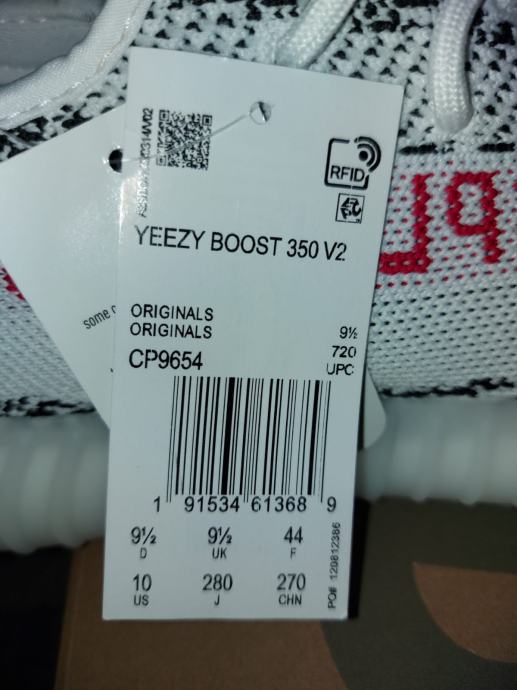 RFID
YEEZY BOOST 350 V2
some
ORIGINALS
ORIGINALS 9½
CP9654 720
UPC
1 91534 61368 9
9½ 9½ 44
D UK F
10 280 270
US J CHN
PO# 120812386